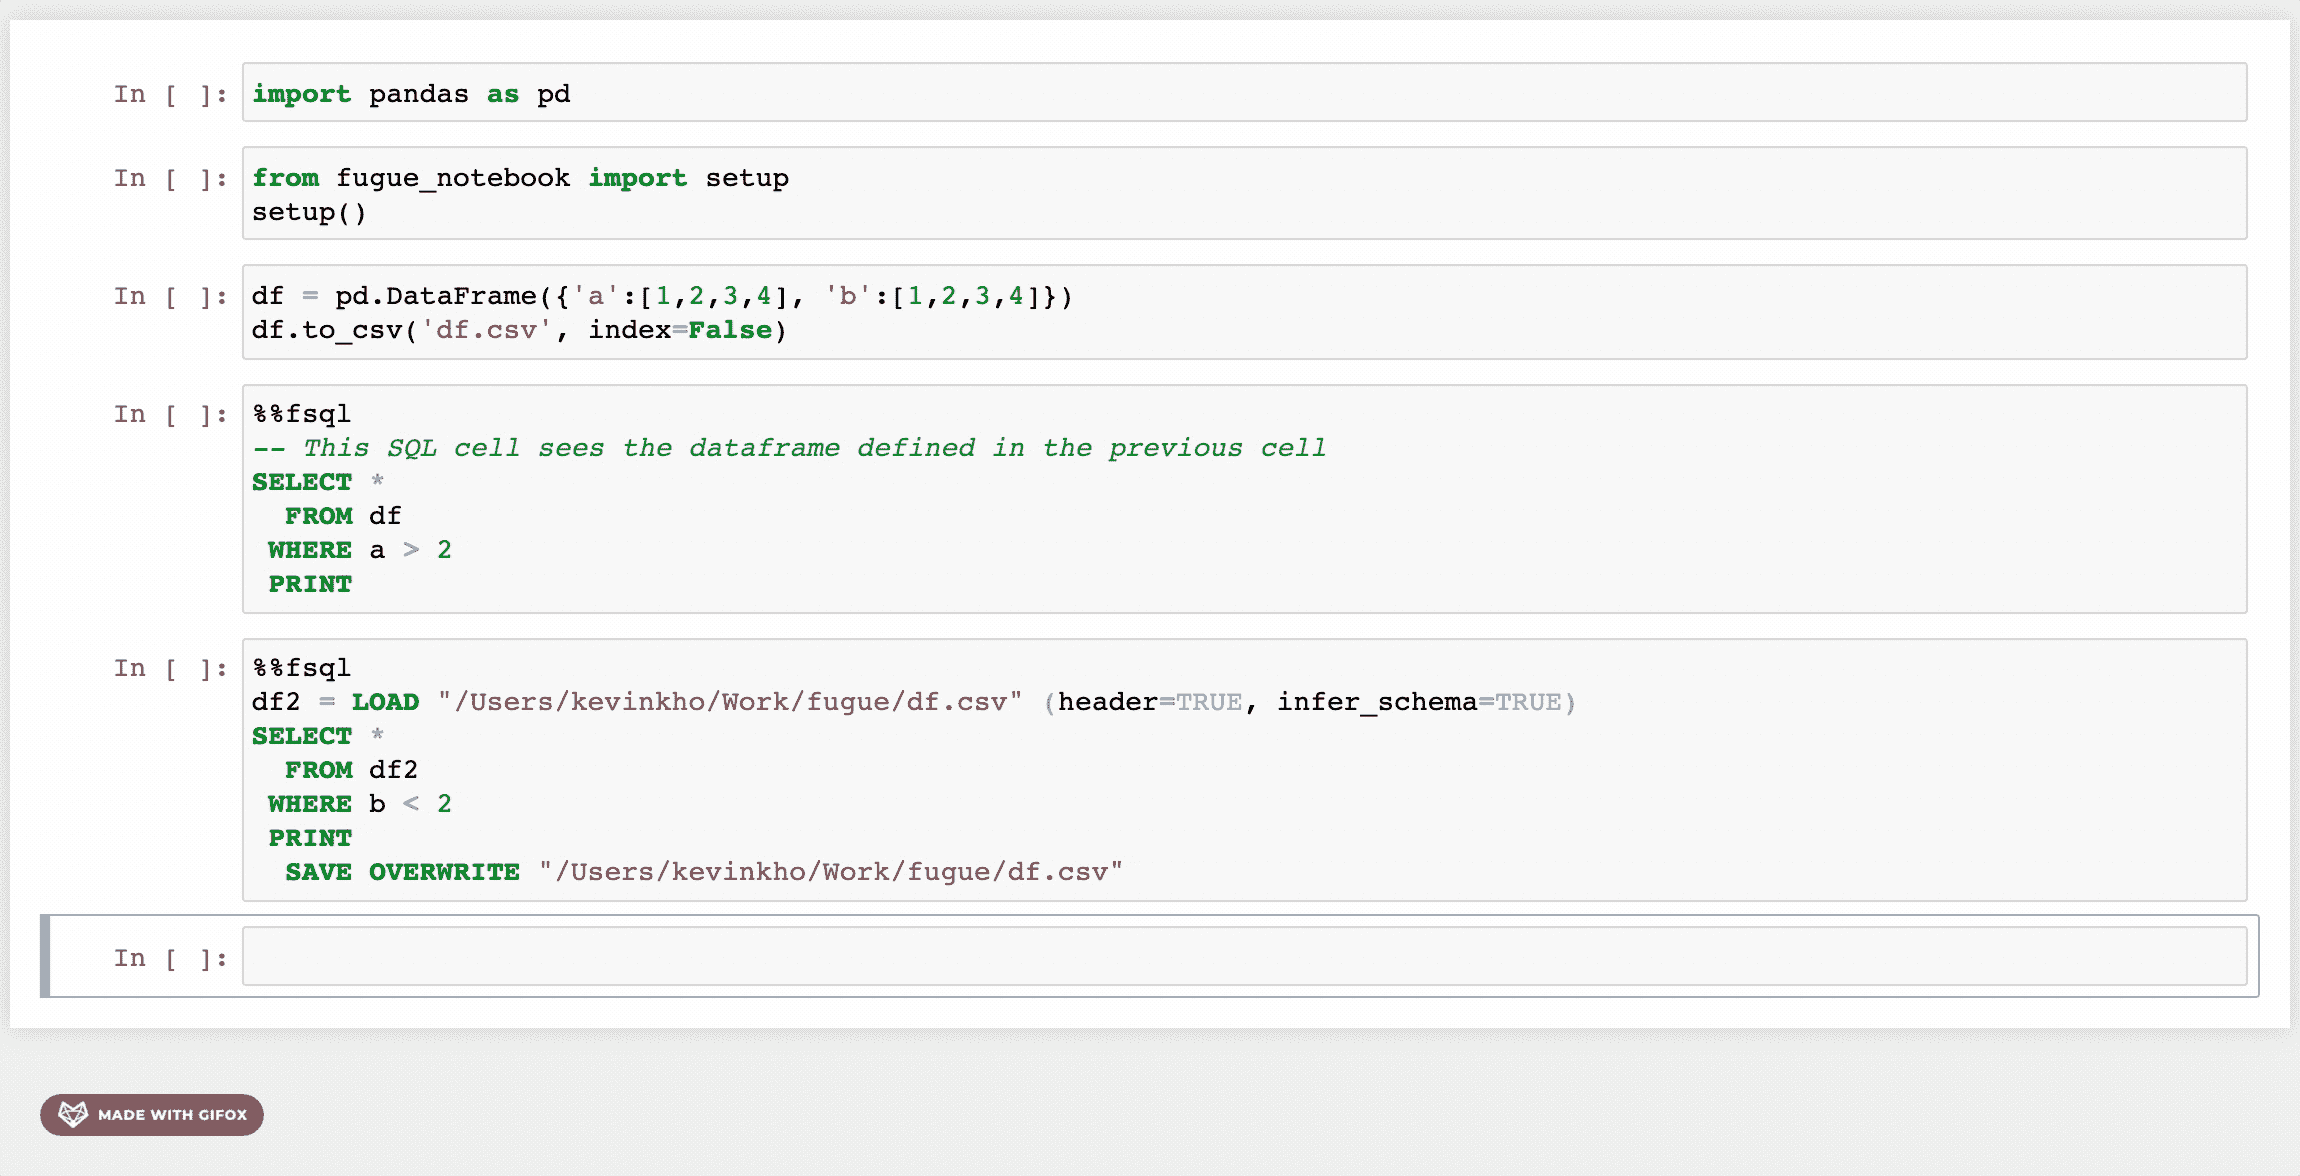 In [ ]: import pandas as pd
In [ ]: from fugue_notebook import setup
setup()
In [ ]: df = pd.DataFrame({'a':[1,2,3,4], 'b':[1,2,3,4]})
df.to_csv('df.csv', index=False)
In [ ]: %%fsql
-- This SQL cell sees the dataframe defined in the previous cell
SELECT *
  FROM df
 WHERE a > 2
 PRINT
In [ ]: %%fsql
df2 = LOAD "/Users/kevinkho/Work/fugue/df.csv" (header=TRUE, infer_schema=TRUE)
SELECT *
  FROM df2
 WHERE b < 2
 PRINT
  SAVE OVERWRITE "/Users/kevinkho/Work/fugue/df.csv"
In [ ]:
MADE WITH GIFOX